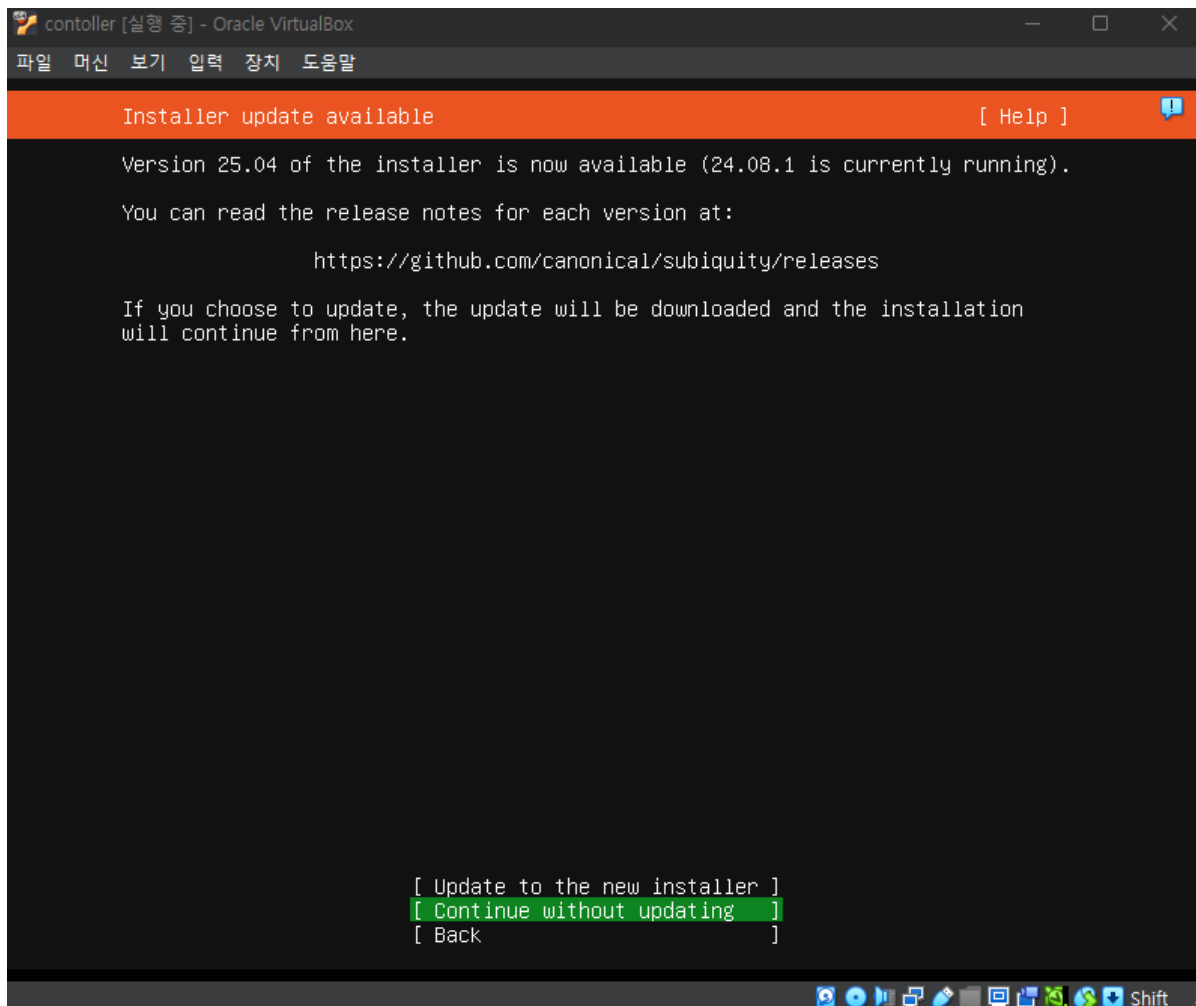 contoller [실행 중] - Oracle VirtualBox
파일 머신 보기 입력 장치 도움말
Installer update available [ Help ]
Version 25.04 of the installer is now available (24.08.1 is currently running).
You can read the release notes for each version at:
https://github.com/canonical/subiquity/releases
If you choose to update, the update will be downloaded and the installation
will continue from here.
[ Update to the new installer ]
[ Continue without updating ]
[ Back ]
Shift